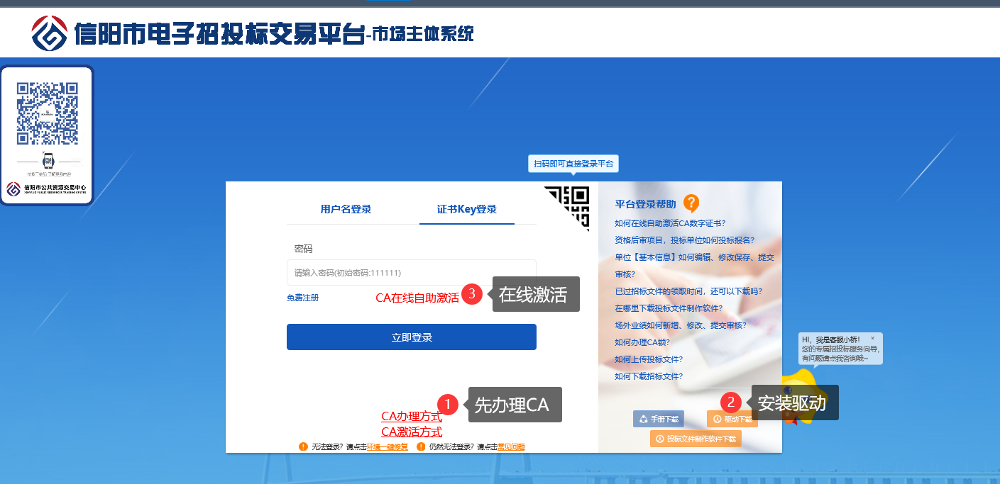 信阳市电子招投标交易平台-市场主体系统
信阳市公共资源交易中心
XINYANG PUBLIC RESOURCES TRADING CENTER
扫码即可直接登录平台
用户名登录
证书Key登录
密码
请输入密码(初始密码:111111)
免费注册
CA在线自助激活
3
在线激活
立即登录
1
先办理CA
CA办理方式
CA激活方式
无法登录？请点击环境一键修复
仍然无法登录？请点击常见问题
平台登录帮助
?
如何在线自助激活CA数字证书?
资格后审项目，投标单位如何投标报名?
单位【基本信息】如何编辑、修改保存、提交
审核?
已过招标文件的领取时间，还可以下载吗?
在哪里下载投标文件制作软件?
场外业绩如何新增、修改、提交审核?
如何办理CA锁?
如何上传投标文件?
如何下载招标文件?
2
安装驱动
手册下载
驱动下载
投标文件制作软件下载
HI，我是客服小桥！
×
您的专属招投标服务向导，
有问题请点我咨询哦~